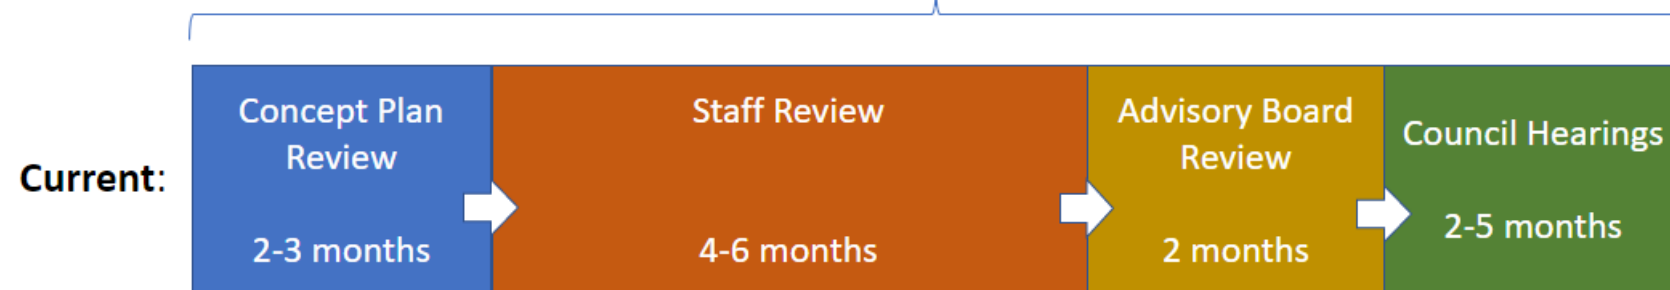 Current:
Concept Plan
Review
2-3 months
Staff Review
4-6 months
Advisory Board
Review
2 months
Council Hearings
2-5 months